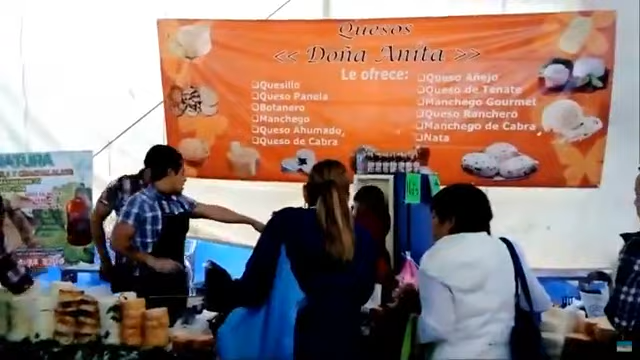 Quesos
<< Doña Anita >>
Le ofrece:
❑Quesillo
❑Queso Panela
❑Botanero
❑Manchego
❑Queso Ahumado
❑Queso de Cabra
❑Queso Añejo
❑Queso de Tenate
❑Manchego Gourmet
❑Queso Ranchero
❑Manchego de Cabra
❑Nata
NATURA